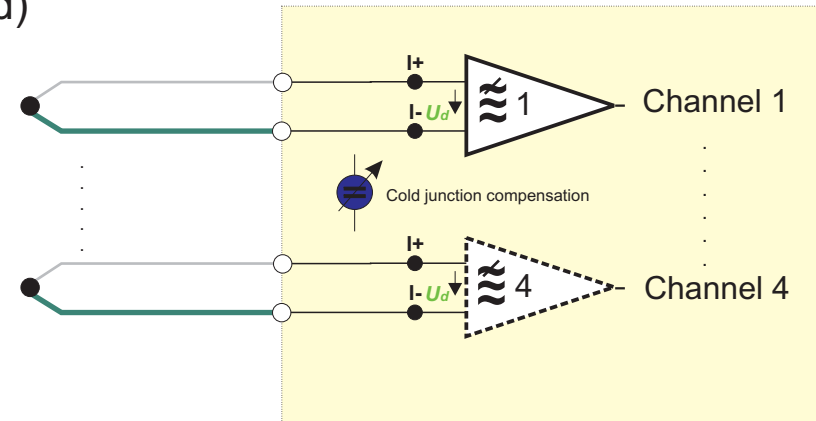 d)
I+
I- Ud
1
Channel 1
Cold junction compensation
I+
I- Ud
4
Channel 4